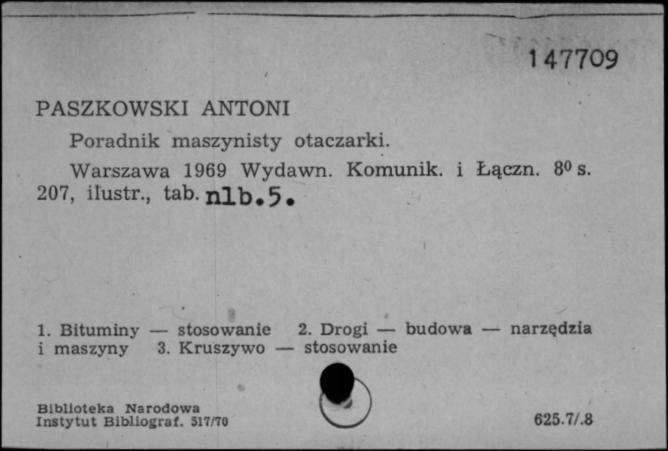 147709
PASZKOWSKI ANTONI
Poradnik maszynisty otaczarki.
Warszawa 1969 Wydawn. Komunik. i Łączn. 8⁰ s.
207, ilustr., tab. nlb.5.
1. Bituminy — stosowanie 2. Drogi — budowa — narzędzia
i maszyny 3. Kruszywo — stosowanie
Biblioteka Narodowa
Instytut Bibliograf. 517/70
625.7/.8